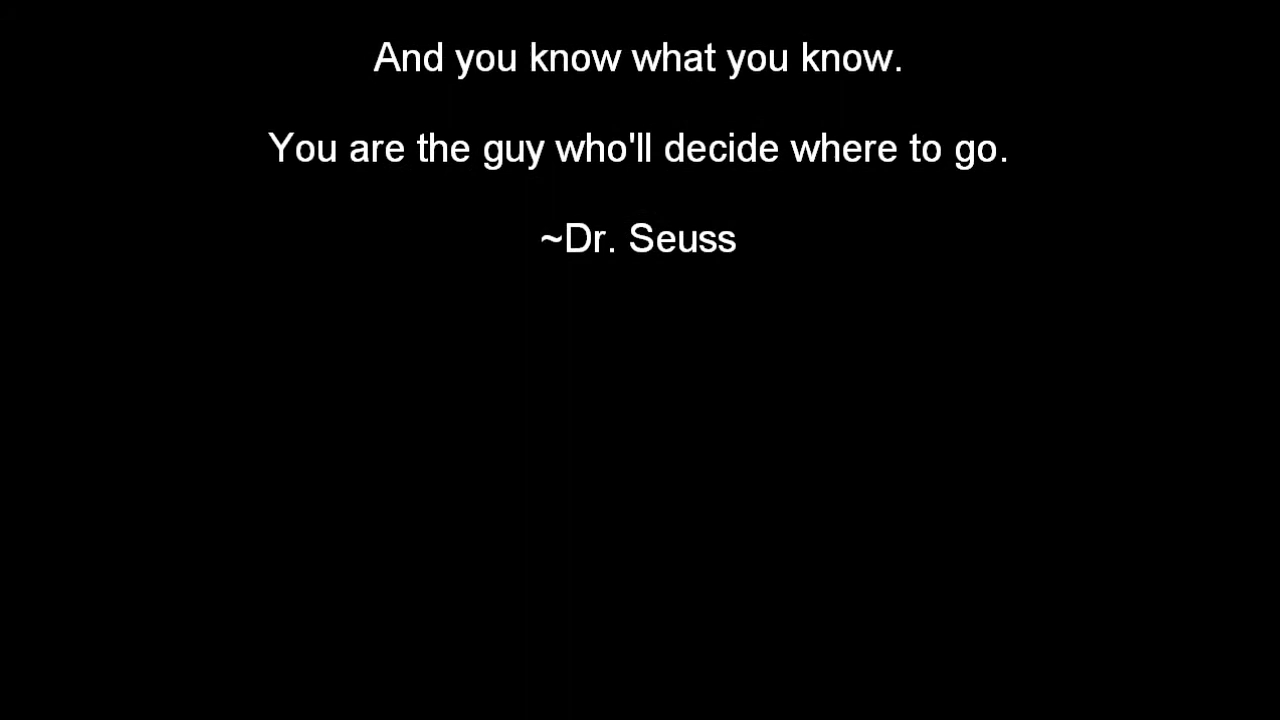 And you know what you know.
You are the guy who'll decide where to go.
~Dr. Seuss